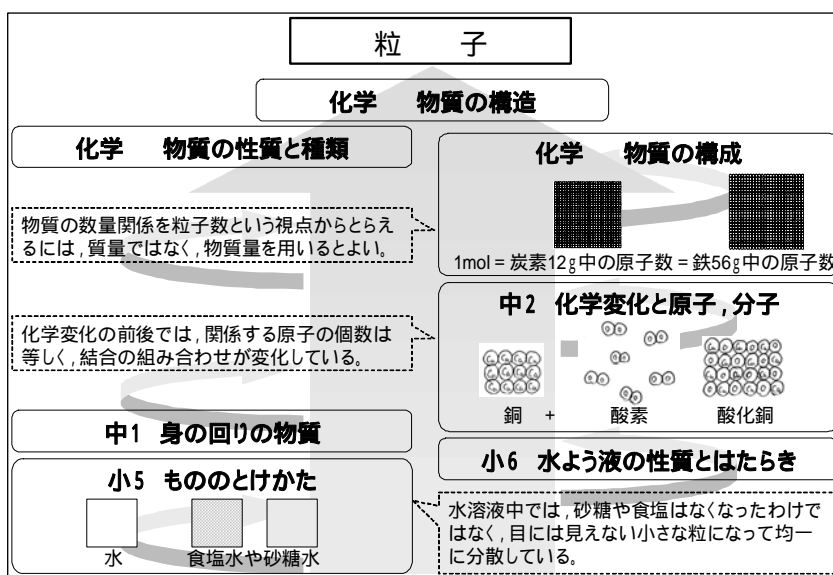 粒　子
化学　物質の構造
化学　物質の性質と種類
化学　物質の構成
物質の数量関係を粒子数という視点からとらえ
るには，質量ではなく，物質量を用いるとよい。
1mol＝炭素12g中の原子数＝鉄56g中の原子数
中2 化学変化と原子，分子
化学変化の前後では，関係する原子の個数は
等しく，結合の組み合わせが変化している。
銅　＋　酸素　酸化銅
中1 身の回りの物質
小6 水よう液の性質とはたらき
小5 もののとけかた
水　食塩水や砂糖水
水溶液中では，砂糖や食塩はなくなったわけで
はなく，目には見えない小さな粒になって均一
に分散している。